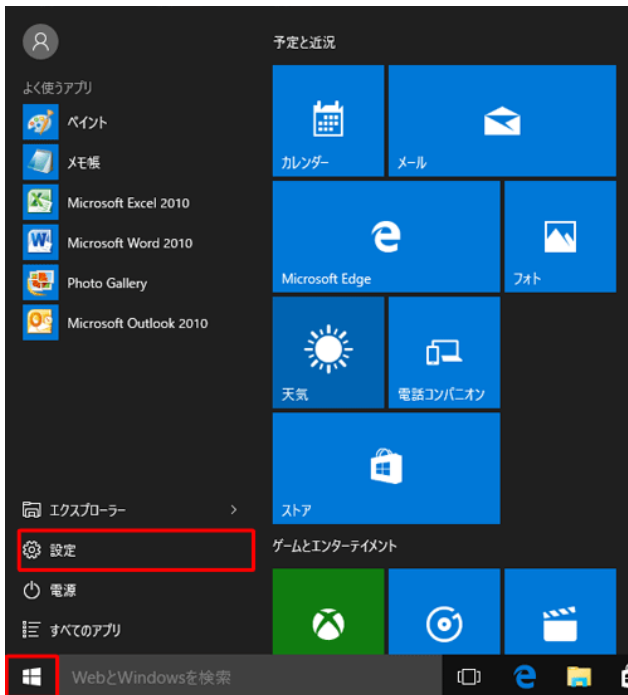 よく使うアプリ
ペイント
メモ帳
Microsoft Excel 2010
Microsoft Word 2010
Photo Gallery
Microsoft Outlook 2010
エクスプローラー
設定
電源
すべてのアプリ
予定と近況
カレンダー
メール
Microsoft Edge
フォト
天気
電話コンパニオン
ストア
ゲームとエンターテイメント
WebとWindowsを検索